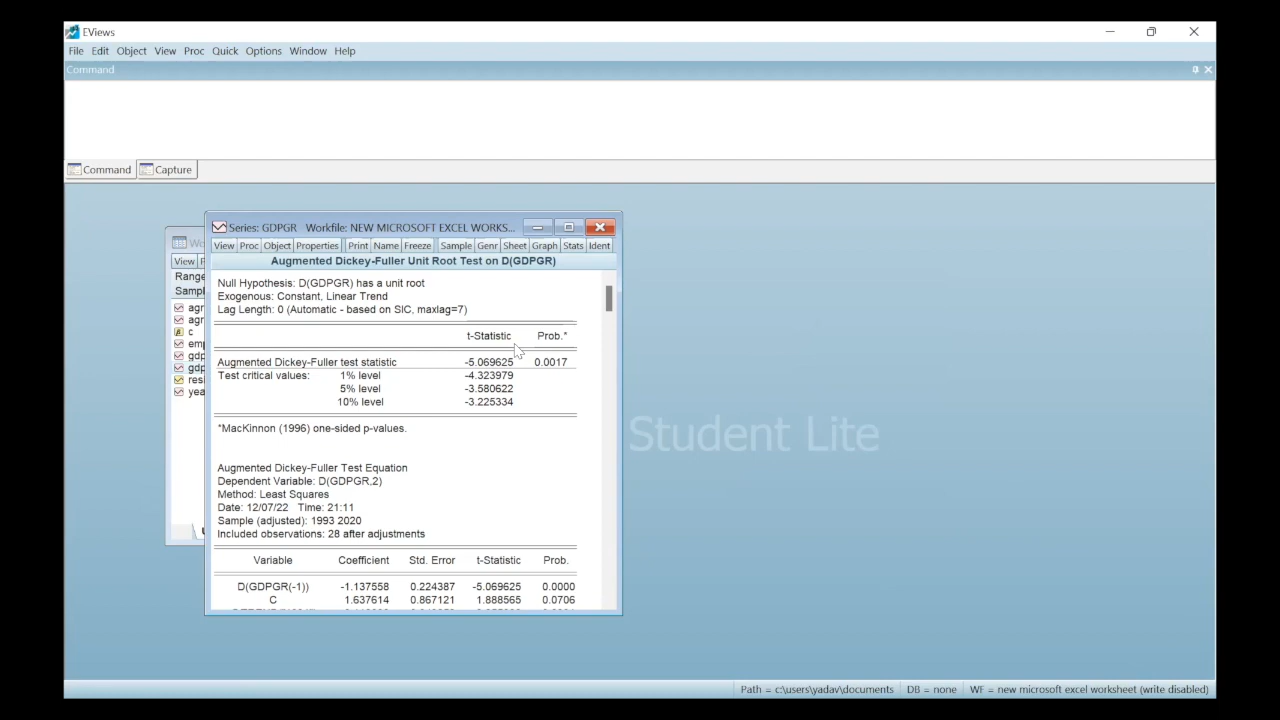 EViews
File Edit Object View Proc Quick Options Window Help
Command
Command Capture
Series: GDPGR Workfile: NEW MICROSOFT EXCEL WORKS...
View Proc Object Properties Print Name Freeze Sample Genr Sheet Graph Stats Ident
Augmented Dickey-Fuller Unit Root Test on D(GDPGR)
View
Range
c
Null Hypothesis: D(GDPGR) has a unit root
Exogenous: Constant, Linear Trend
Lag Length: 0 (Automatic - based on SIC, maxlag=7)
t-Statistic Prob.*
Augmented Dickey-Fuller test statistic -5.069625 0.0017
Test critical values: 1% level -4.323979
5% level -3.580622
10% level -3.225334
*MacKinnon (1996) one-sided p-values.
Augmented Dickey-Fuller Test Equation
Dependent Variable: D(GDPGR,2)
Method: Least Squares
Date: 12/07/22 Time: 21:11
Sample (adjusted): 1993 2020
Included observations: 28 after adjustments
Variable Coefficient Std. Error t-Statistic Prob.
D(GDPGR(-1)) -1.137558 0.224387 -5.069625 0.0000
C 1.637614 0.867121 1.888565 0.0706
Student Lite
Path = c:\users\yadav\documents DB = none WF = new microsoft excel worksheet (write disabled)